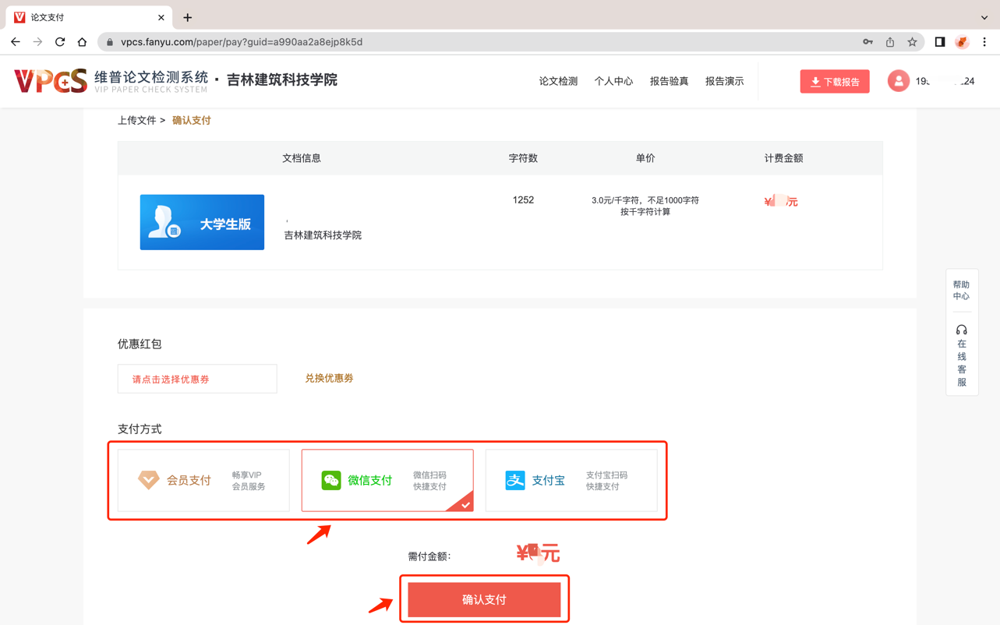 论文支付
vpcs.fanyu.com/paper/pay?guid=a990aa2a8ejp8k5d
VPCS 维普论文检测系统 · 吉林建筑科技学院
VIP PAPER CHECK SYSTEM
论文检测 个人中心 报告验真 报告演示 下载报告 19 24
上传文件 > 确认支付
文档信息 字符数 单价 计费金额
1252 3.0元/千字符，不足1000字符 ¥ 元
按千字符计算
大学生版
吉林建筑科技学院
帮助
中心
在
线
客
服
优惠红包
请点击选择优惠券 兑换优惠劵
支付方式
会员支付 畅享VIP
会员服务
微信支付 微信扫码
快捷支付
支付宝 支付宝扫码
快捷支付
需付金额： ¥ 元
确认支付